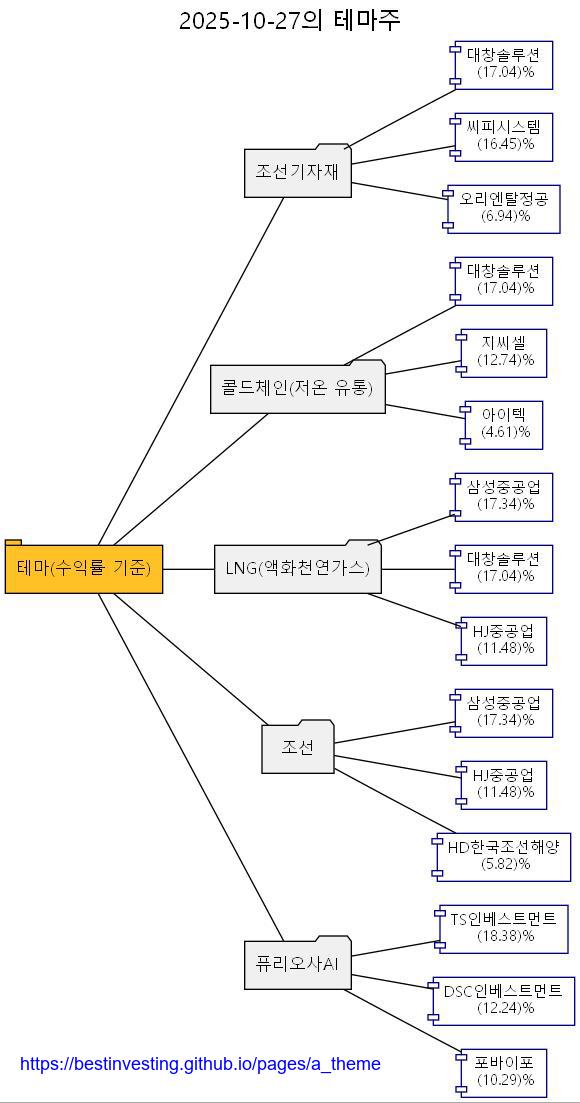 2025-10-27의 테마주
대창솔루션
(17.04)%
씨피시스템
(16.45)%
조선기자재
오리엔탈정공
(6.94)%
대창솔루션
(17.04)%
지씨셀
(12.74)%
콜드체인(저온 유통)
아이텍
(4.61)%
삼성중공업
(17.34)%
테마(수익률 기준)
LNG(액화천연가스)
대창솔루션
(17.04)%
HJ중공업
(11.48)%
삼성중공업
(17.34)%
조선
HJ중공업
(11.48)%
HD한국조선해양
(5.82)%
TS인베스트먼트
(18.38)%
퓨리오사AI
DSC인베스트먼트
(12.24)%
포바이포
(10.29)%
https://bestinvesting.github.io/pages/a_theme